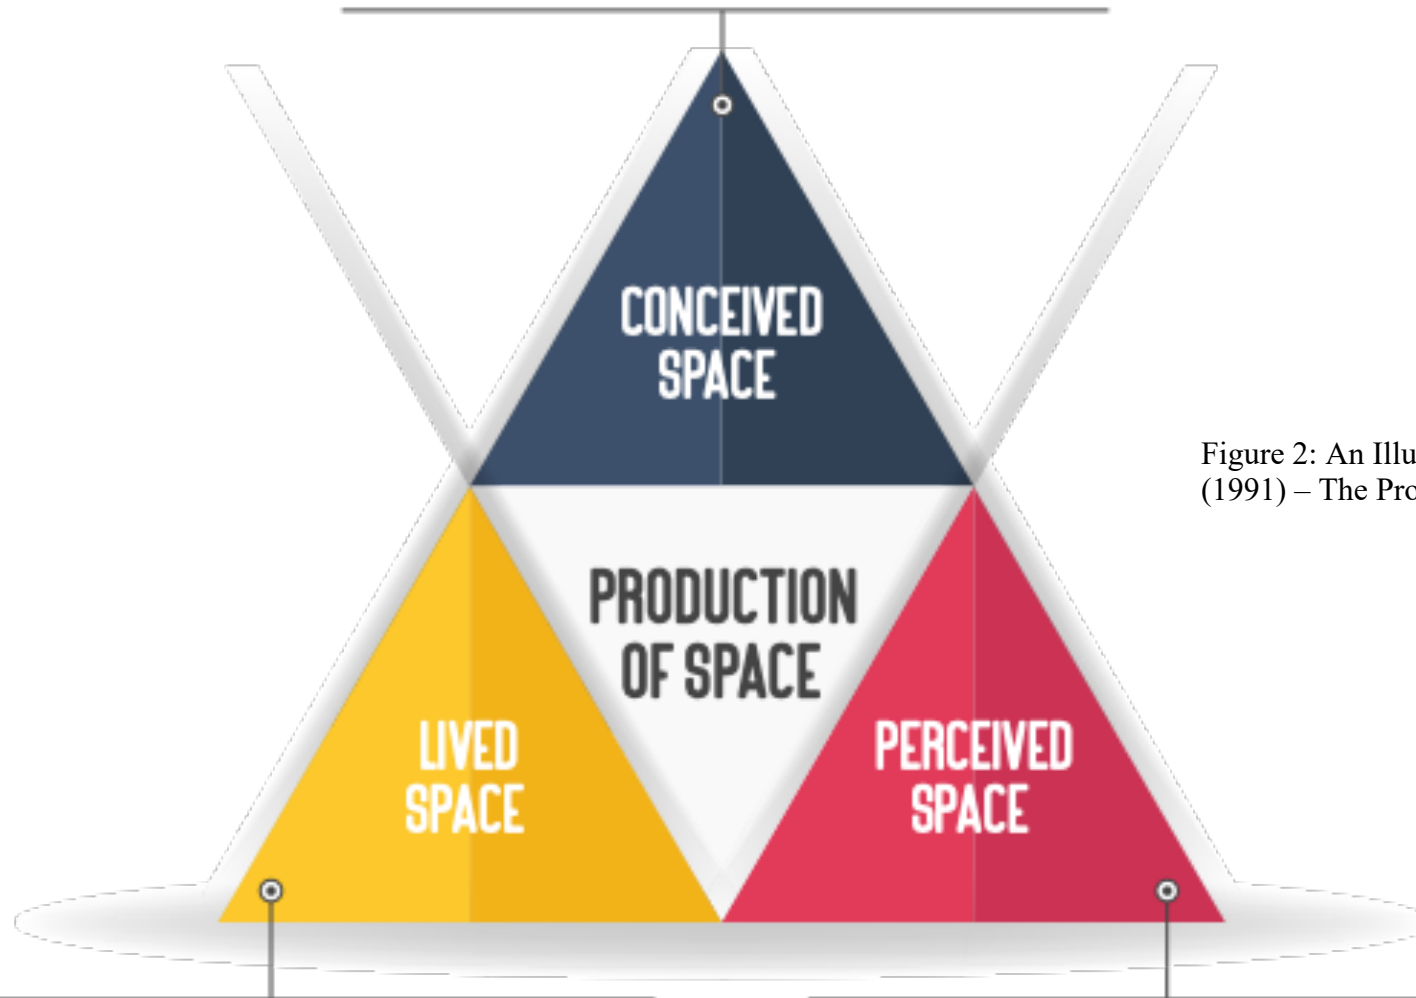 CONCEIVED
SPACE
Figure 2: An Illu
(1991) – The Pro
PRODUCTION
OF SPACE
LIVED
SPACE
PERCEIVED
SPACE